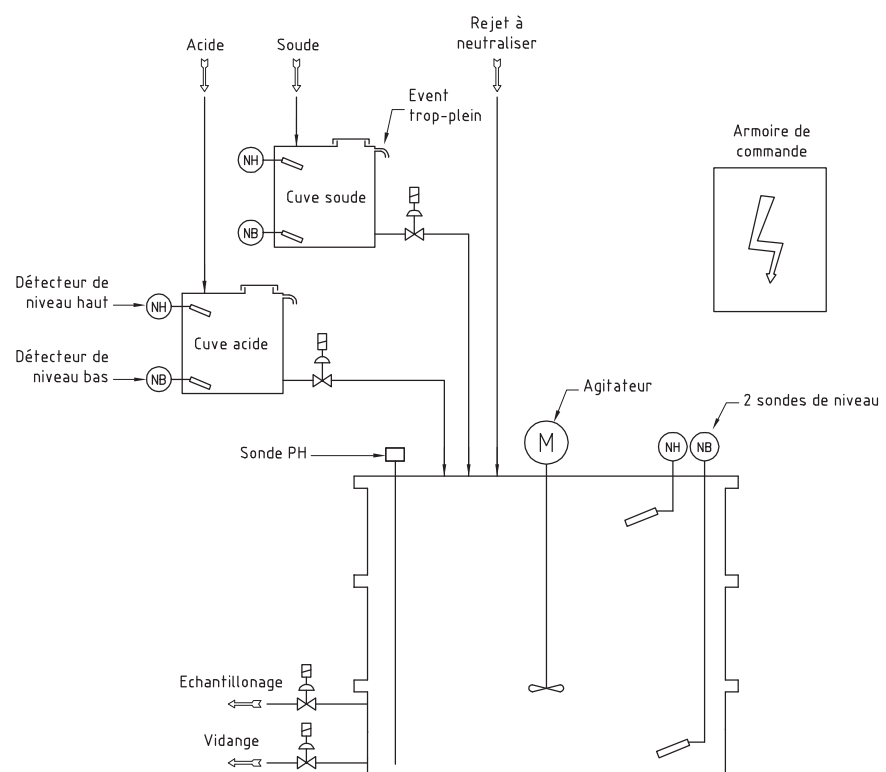 Acide
Soude
Rejet à
neutraliser
Event
trop-plein
Armoire de
commande
NH
Cuve soude
NB
Détecteur de
niveau haut
NH
Cuve acide
Détecteur de
niveau bas
NB
Agitateur
2 sondes de niveau
M
NH
NB
Sonde PH
Echantillonage
Vidange